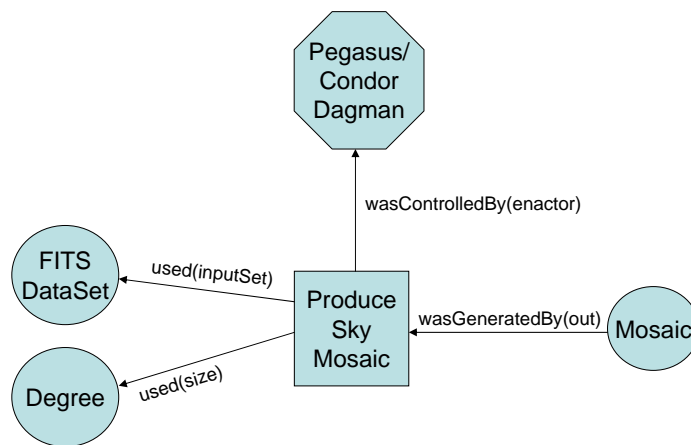 Pegasus/
Condor
Dagman
wasControlledBy(enactor)
FITS
DataSet
used(inputSet)
Produce
Sky
Mosaic
wasGeneratedBy(out)
Mosaic
Degree
used(size)